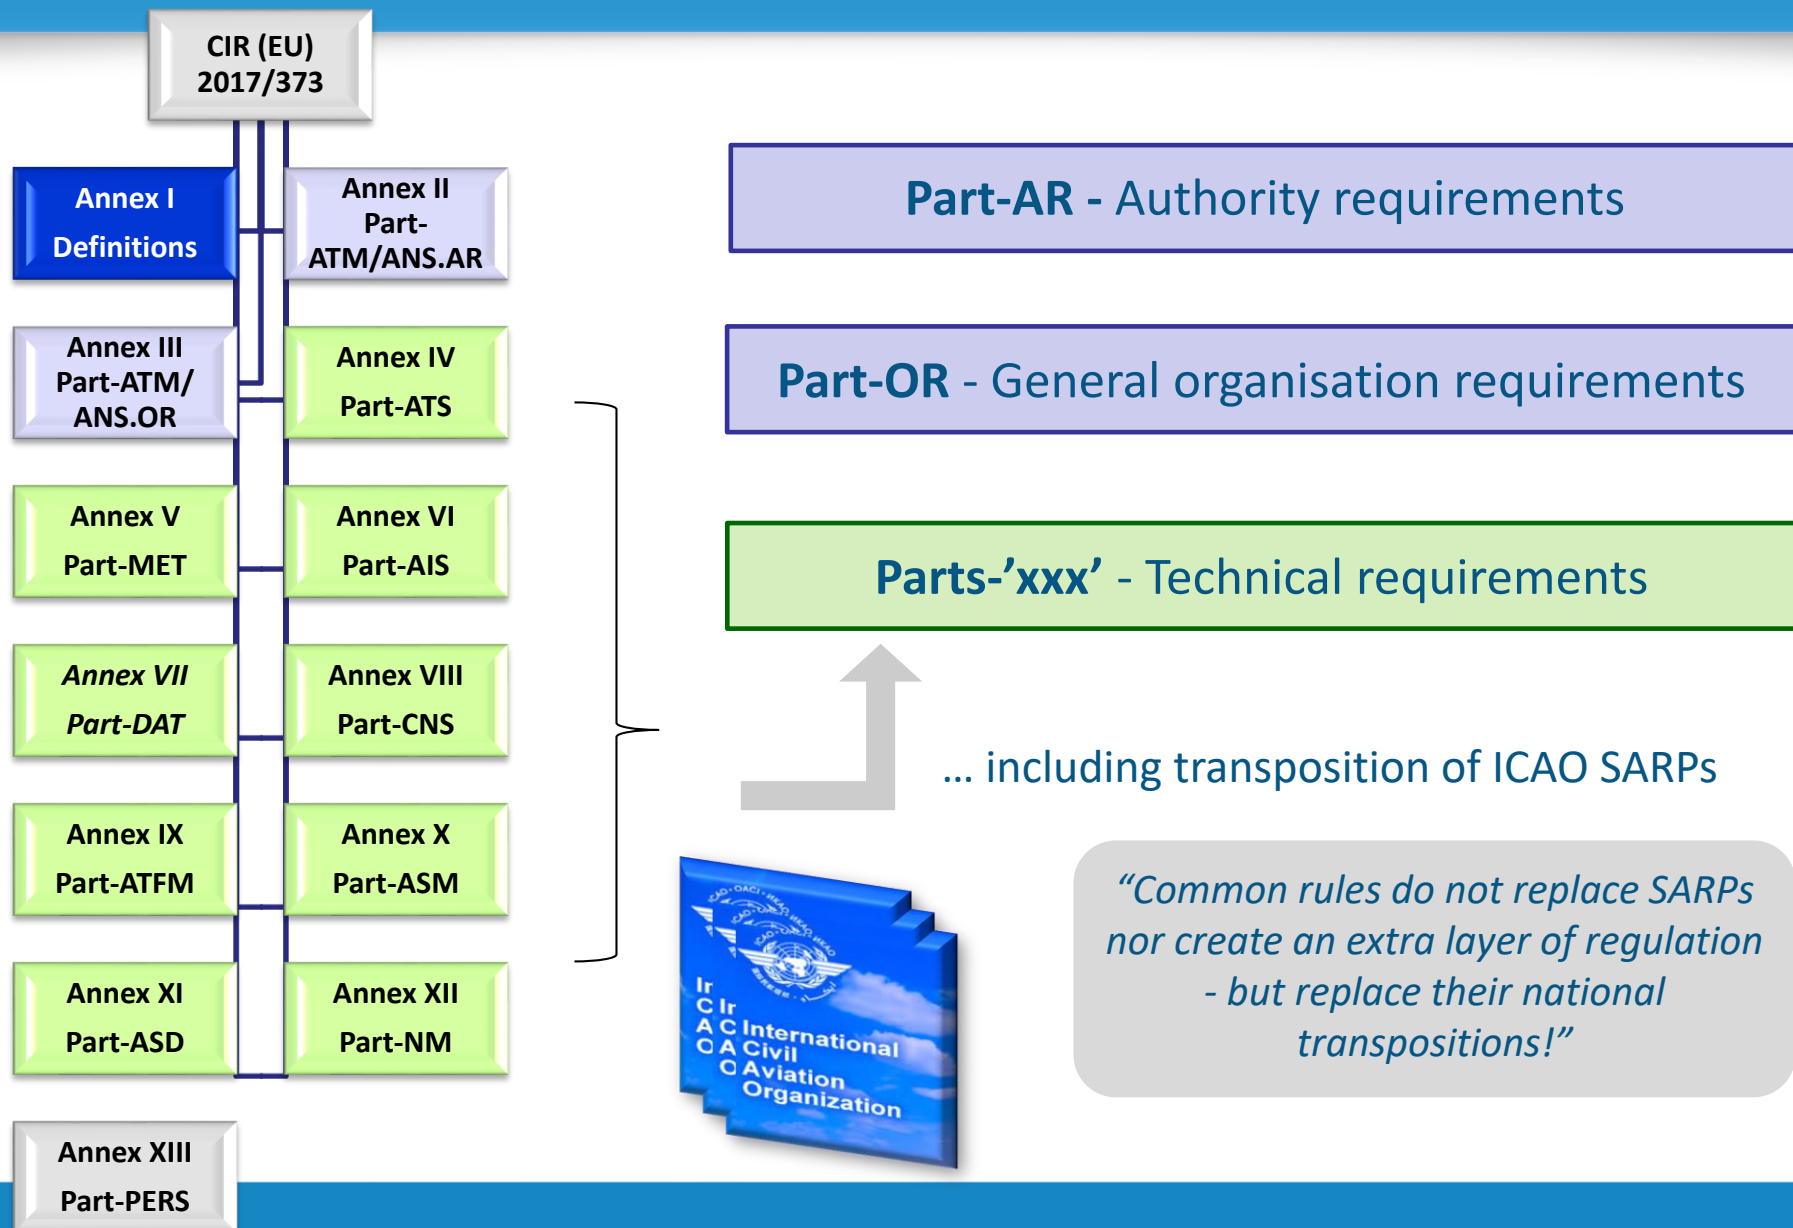 CIR (EU)
2017/373
Annex I
Definitions
Annex II
Part-
ATM/ANS.AR
Annex III
Part-ATM/
ANS.OR
Annex IV
Part-ATS
Annex V
Part-MET
Annex VI
Part-AIS
Annex VII
Part-DAT
Annex VIII
Part-CNS
Annex IX
Part-ATFM
Annex X
Part-ASM
Annex XI
Part-ASD
Annex XII
Part-NM
Annex XIII
Part-PERS
Part-AR - Authority requirements
Part-OR - General organisation requirements
Parts-’xxx’ - Technical requirements
... including transposition of ICAO SARPs
“Common rules do not replace SARPs
nor create an extra layer of regulation
- but replace their national
transpositions!”
International
Civil
Aviation
Organization